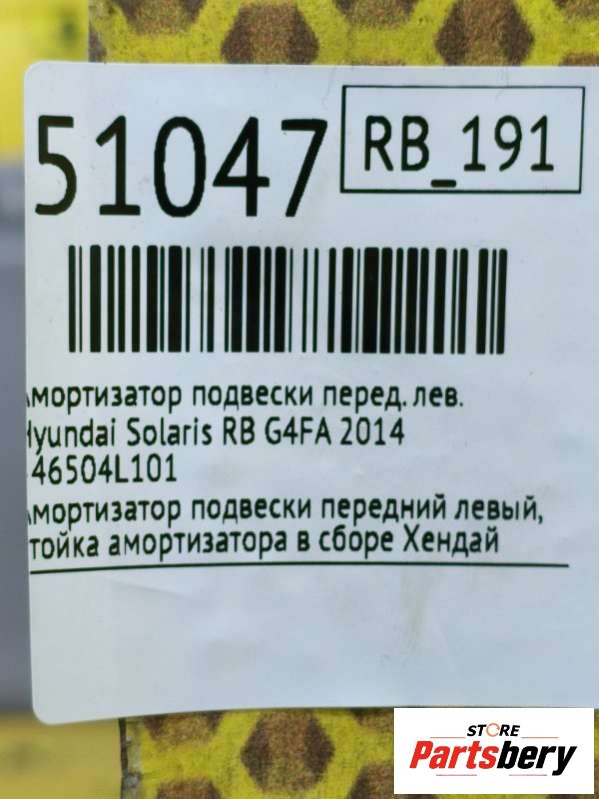 51047
RB_191
мортизатор подвески перед. лев.
Hyundai Solaris RB G4FA 2014
46504L101
мортизатор подвески передний левый,
тойка амортизатора в сборе Хендай
STORE
Partsbery